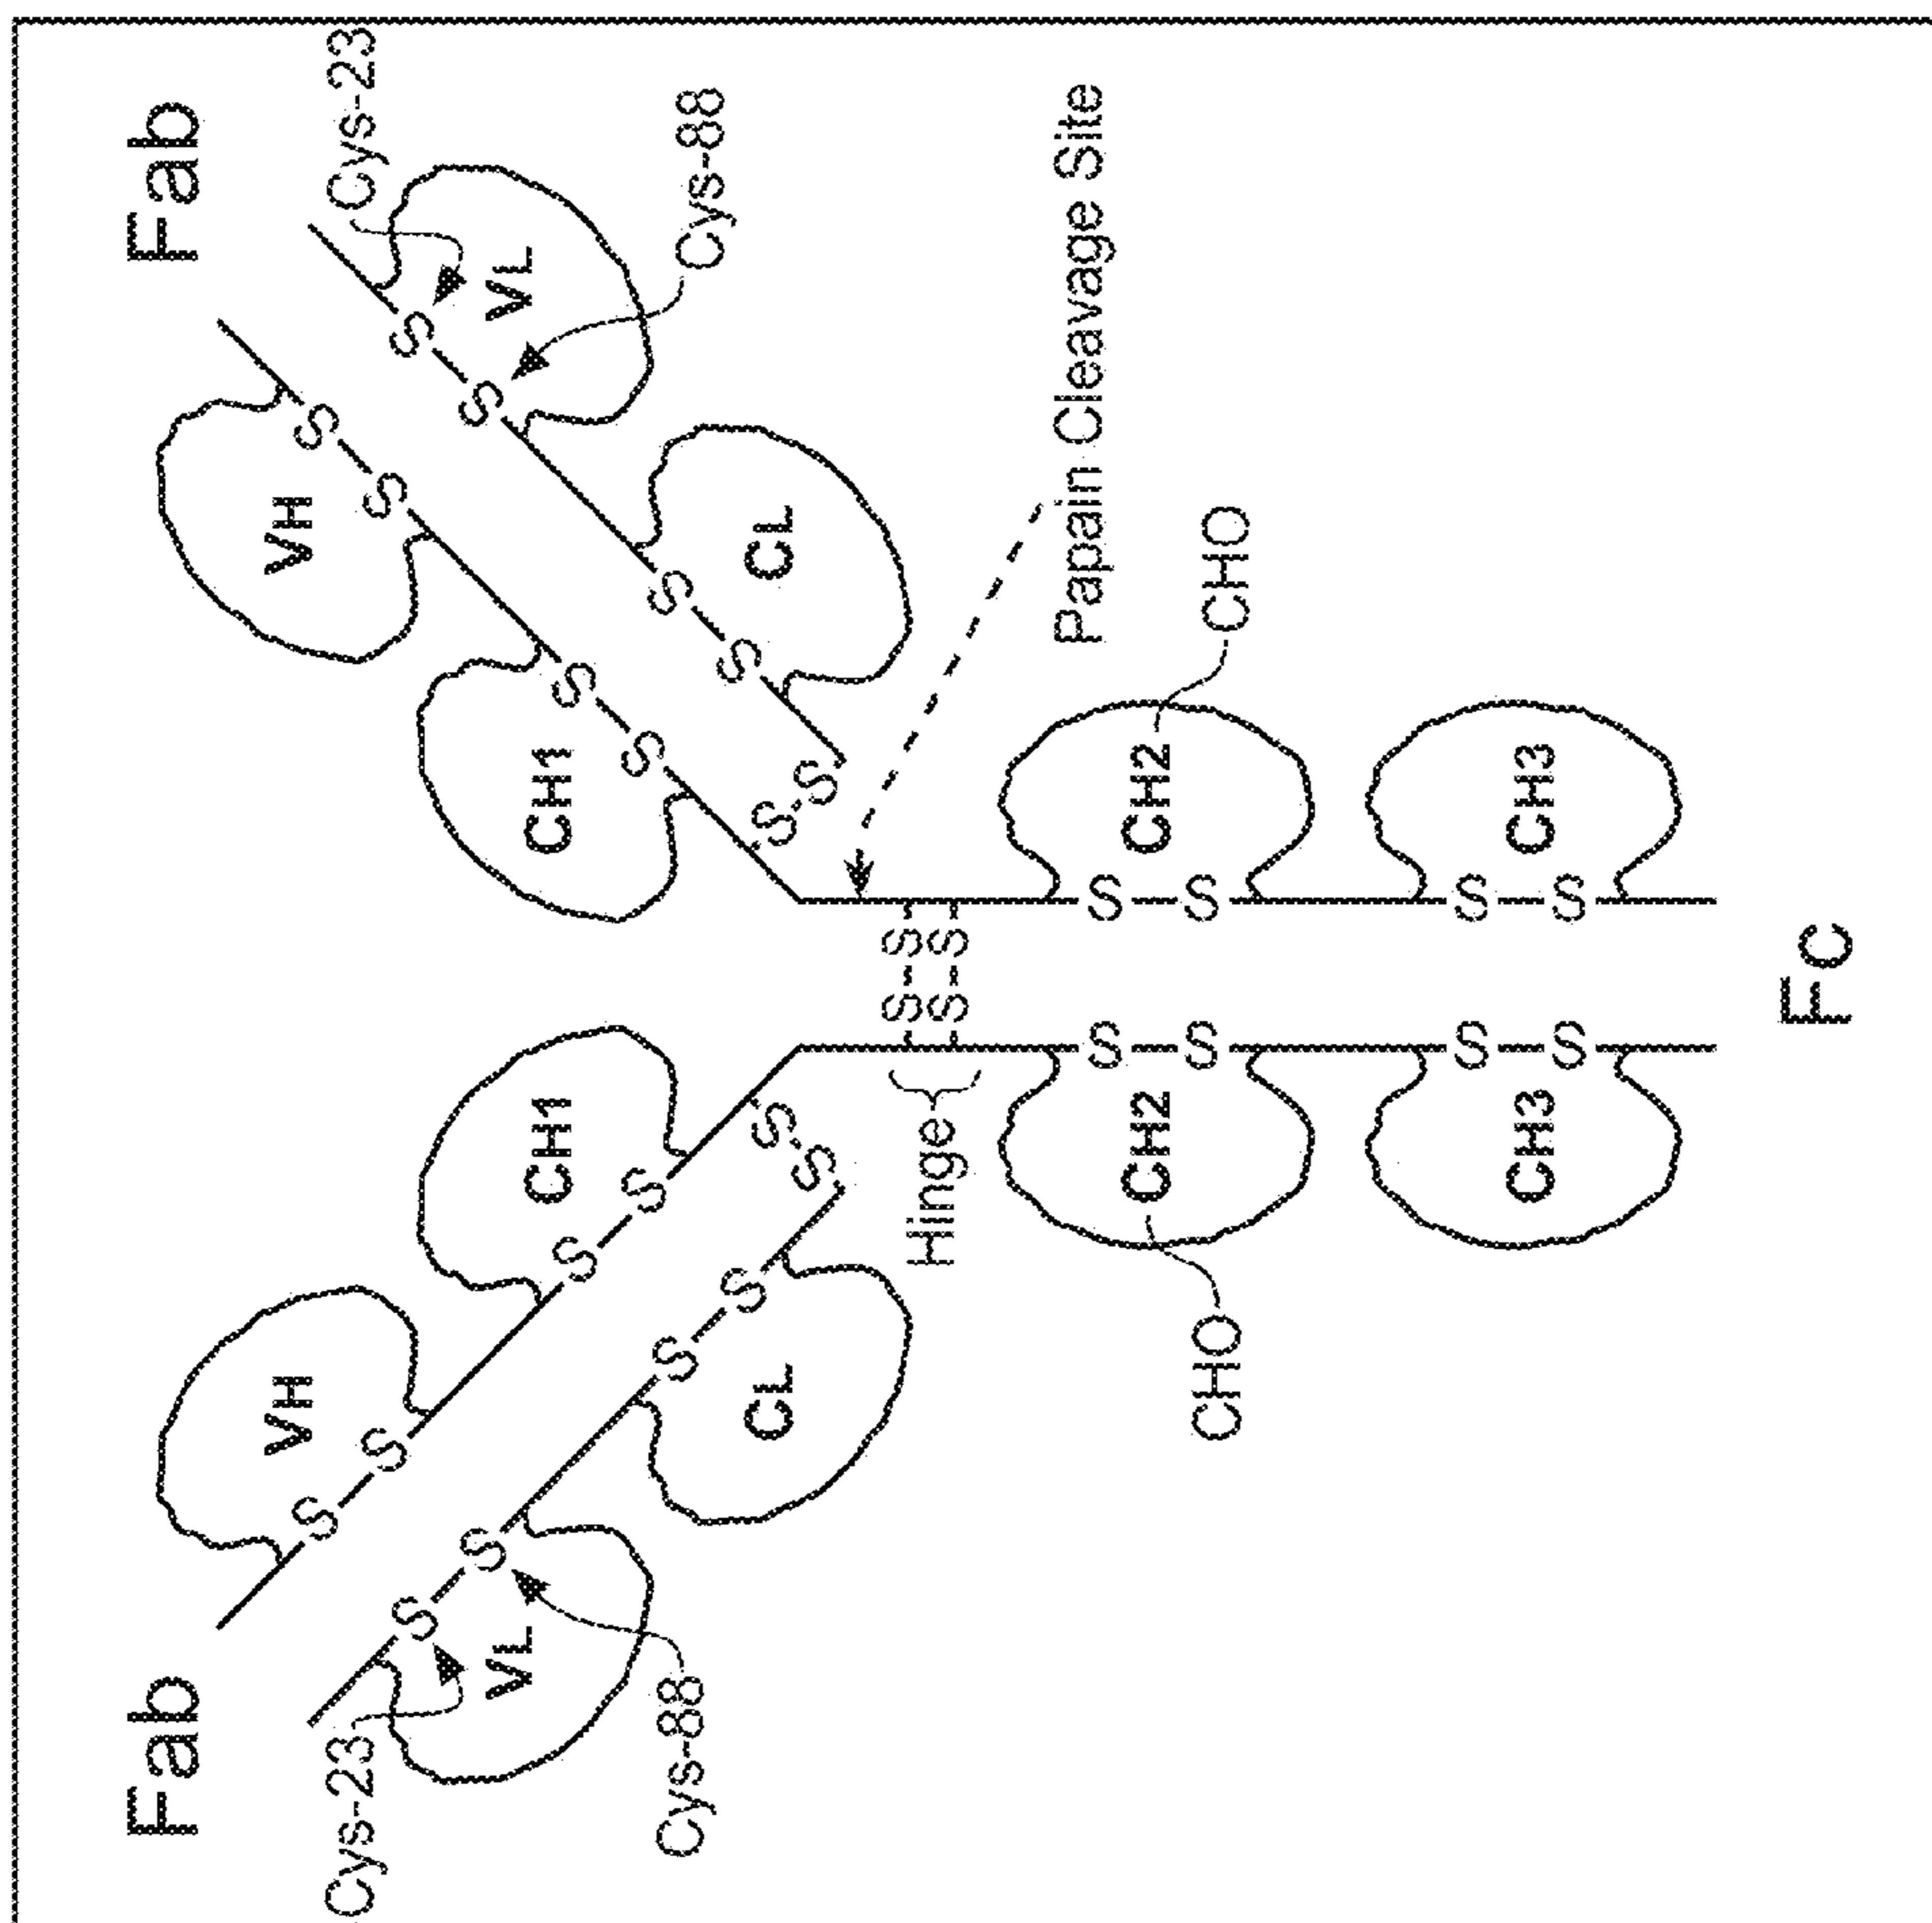 Fab
Fab
VH
VH
S-S
S-S
Cys-23
Cys-23
S-S
S-S
VL
VL
CH1
CH1
S-S
S-S
Cys-88
Cys-88
S-S
S-S
CL
CL
S-S
S-S
S-S
S-S
Hinge
Papain Cleavage Site
S-S
S-S
CH2
CH2
CHO
CHO
S-S
S-S
CH3
CH3
Fc